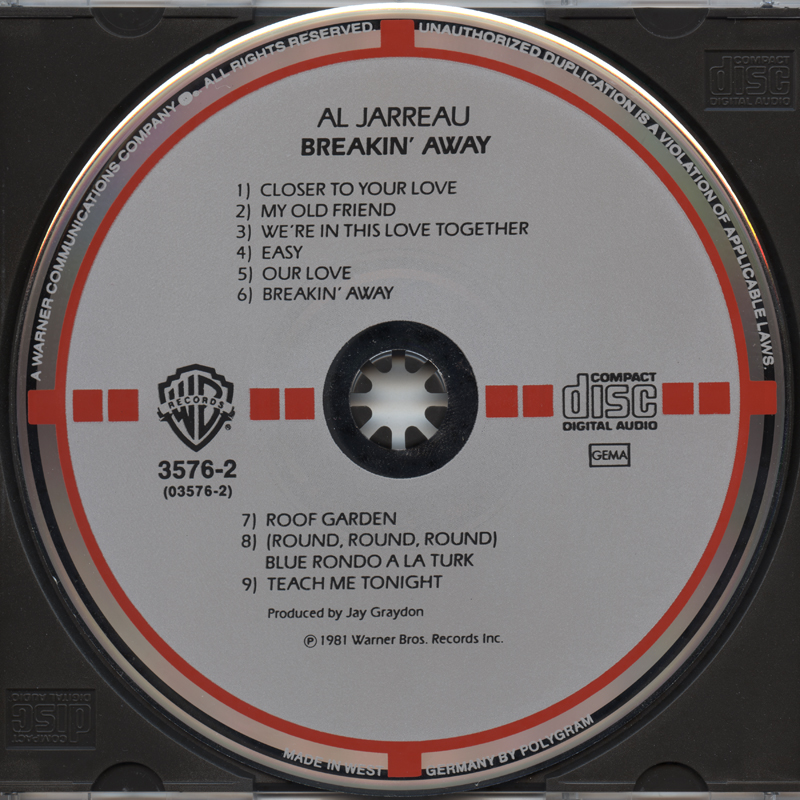 A WARNER COMMUNICATIONS COMPANY ALL RIGHTS RESERVED. UNAUTHORIZED DUPLICATION IS A VIOLATION OF APPLICABLE LAWS.
COMPACT
disc
DIGITAL AUDIO
AL JARREAU
BREAKIN' AWAY
1) CLOSER TO YOUR LOVE
2) MY OLD FRIEND
3) WE'RE IN THIS LOVE TOGETHER
4) EASY
5) OUR LOVE
6) BREAKIN' AWAY
WB
RECORDS
®
COMPACT
disc
DIGITAL AUDIO
3576-2
(03576-2)
GEMA
7) ROOF GARDEN
8) (ROUND, ROUND, ROUND)
BLUE RONDO A LA TURK
9) TEACH ME TONIGHT
Produced by Jay Graydon
℗ 1981 Warner Bros. Records Inc.
COMPACT
disc
DIGITAL AUDIO
MADE IN WEST GERMANY BY POLYGRAM